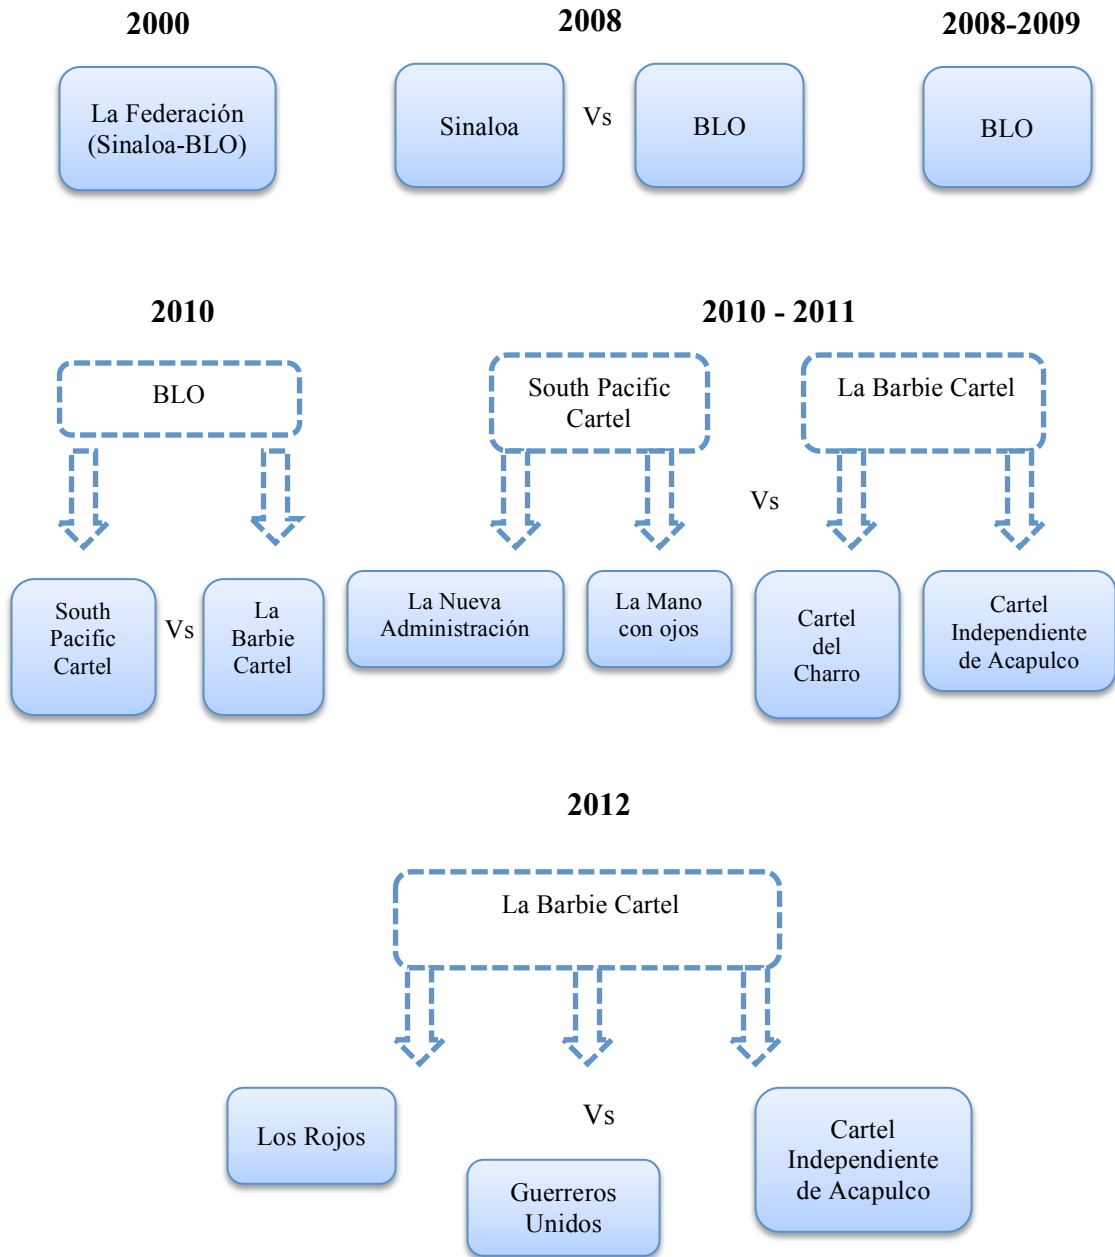 2000
2008
2008-2009
La Federación
(Sinaloa-BLO)
Sinaloa
Vs
BLO
BLO
2010
2010 - 2011
BLO
South Pacific
Cartel
La Barbie Cartel
Vs
South
Pacific
Cartel
Vs
La
Barbie
Cartel
La Nueva
Administración
La Mano
con ojos
Cartel
del
Charro
Cartel
Independiente
de Acapulco
2012
La Barbie Cartel
Los Rojos
Vs
Guerreros
Unidos
Cartel
Independiente
de Acapulco